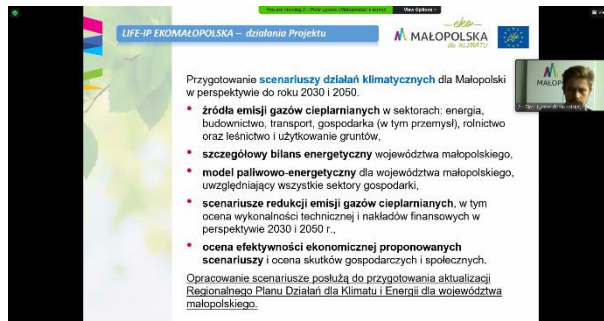 View Options
LIFE-IP EKOMAŁOPOLSKA – działania Projektu
eko
MAŁOPOLSKA
dla KLIMATU
Przygotowanie scenariuszy działań klimatycznych dla Małopolski
w perspektywie do roku 2030 i 2050.
• źródła emisji gazów cieplarnianych w sektorach: energia,
budownictwo, transport, gospodarka (w tym przemysł), rolnictwo
oraz leśnictwo i użytkowanie gruntów,
• szczegółowy bilans energetyczny województwa małopolskiego,
• model paliwowo-energetyczny dla województwa małopolskiego,
uwzględniający wszystkie sektory gospodarki,
• scenariusze redukcji emisji gazów cieplarnianych, w tym
ocena wykonalności technicznej i nakładów finansowych w
perspektywie 2030 i 2050 r.,
• ocena efektywności ekonomicznej proponowanych
scenariuszy i ocena skutków gospodarczych i społecznych.
Opracowanie scenariusze posłużą do przygotowania aktualizacji
Regionalnego Planu Działań dla Klimatu i Energii dla województwa
małopolskiego.